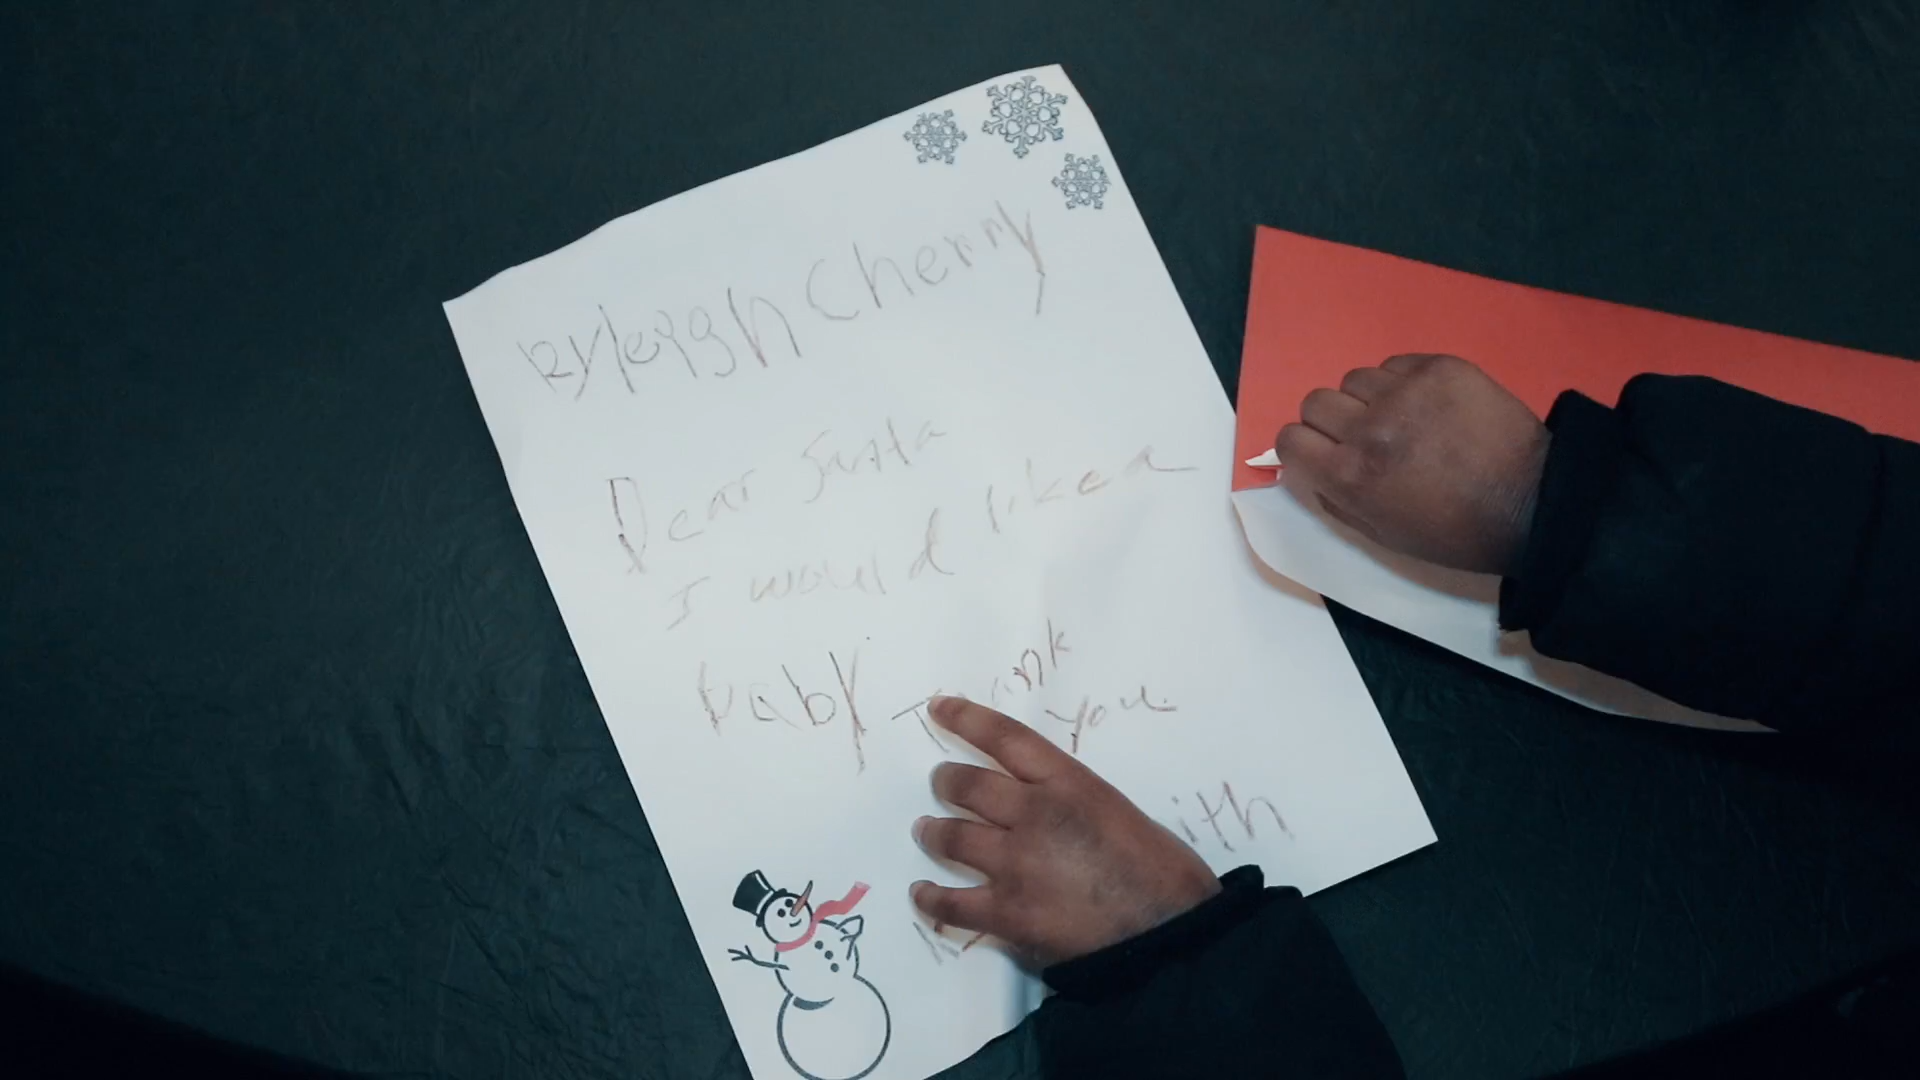 Ryleigh Cherry
Dear Santa
I would like a
baby Thank
you